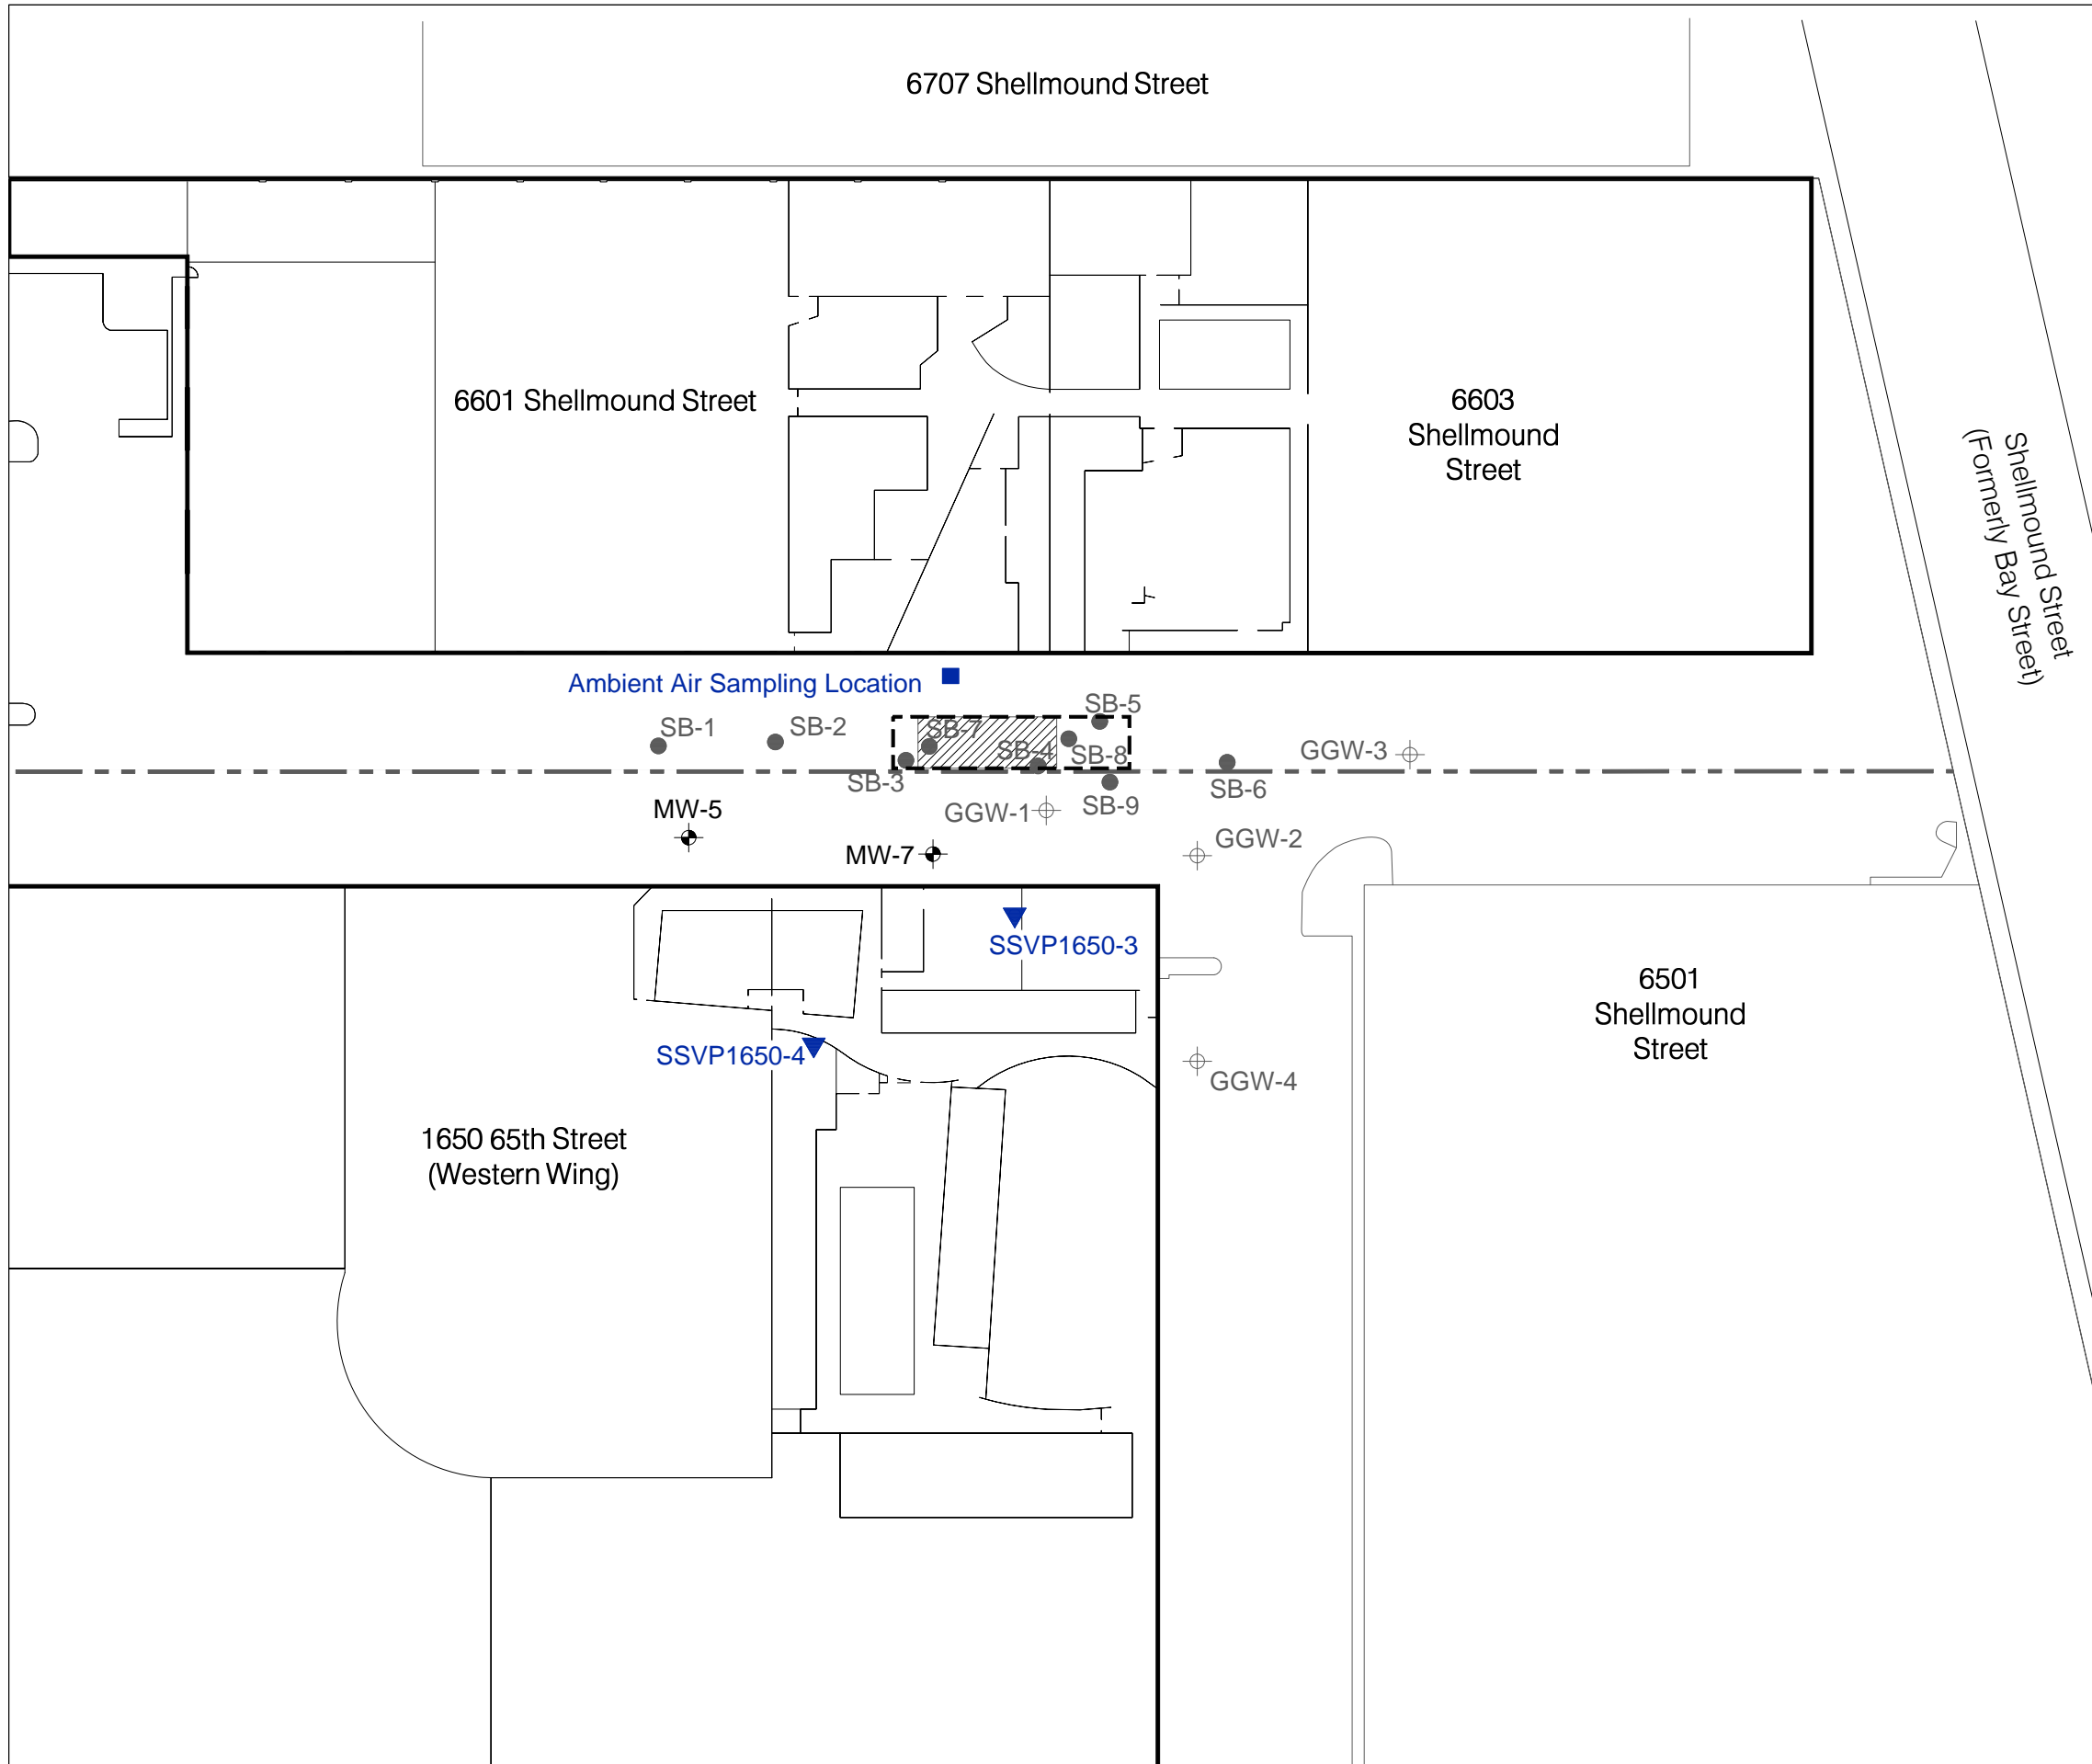 6707 Shellmound Street
6601 Shellmound Street
6603
Shellmound
Street
Shellmound Street
(Formerly Bay Street)
Ambient Air Sampling Location
SB-1
SB-2
SB-7
SB-5
SB-4
SB-8
SB-3
SB-9
SB-6
GGW-3
GGW-1
GGW-2
MW-5
MW-7
SSVP1650-3
SSVP1650-4
GGW-4
6501
Shellmound
Street
1650 65th Street
(Western Wing)